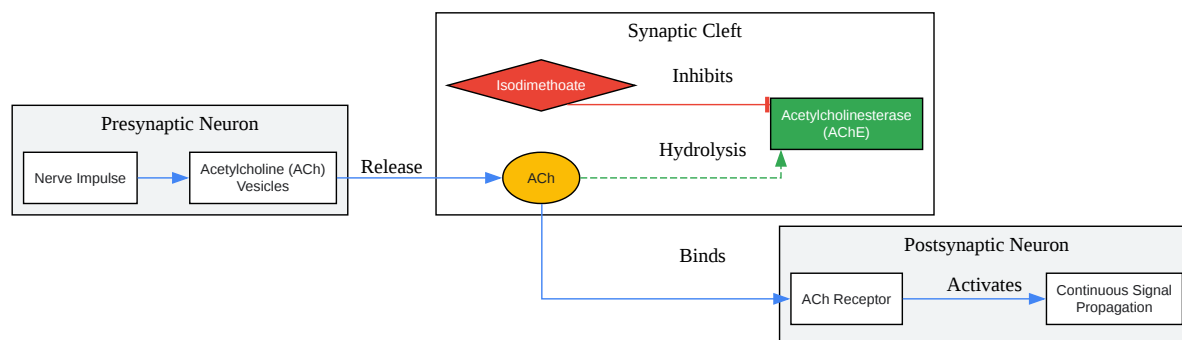 Synaptic Cleft
Isodimethoate
Inhibits
Acetylcholinesterase
(AChE)
Presynaptic Neuron
Nerve Impulse
Acetylcholine (ACh)
Vesicles
Release
Hydrolysis
ACh
Binds
Postsynaptic Neuron
ACh Receptor
Activates
Continuous Signal
Propagation